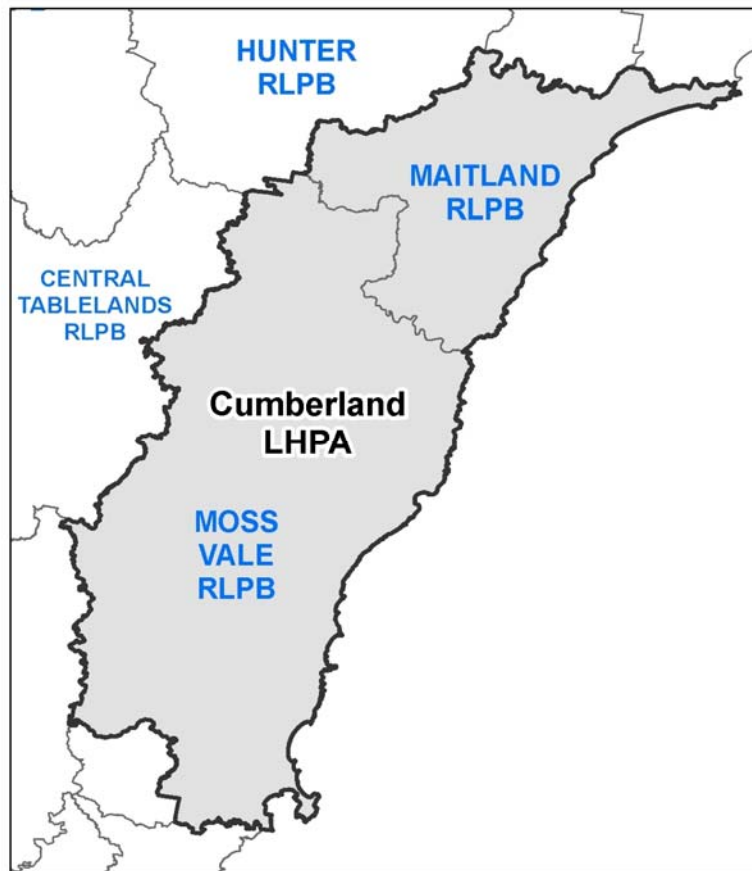 HUNTER
RLPB
MAITLAND
RLPB
CENTRAL
TABLELANDS
RLPB
Cumberland
LHPA
MOSS
VALE
RLPB